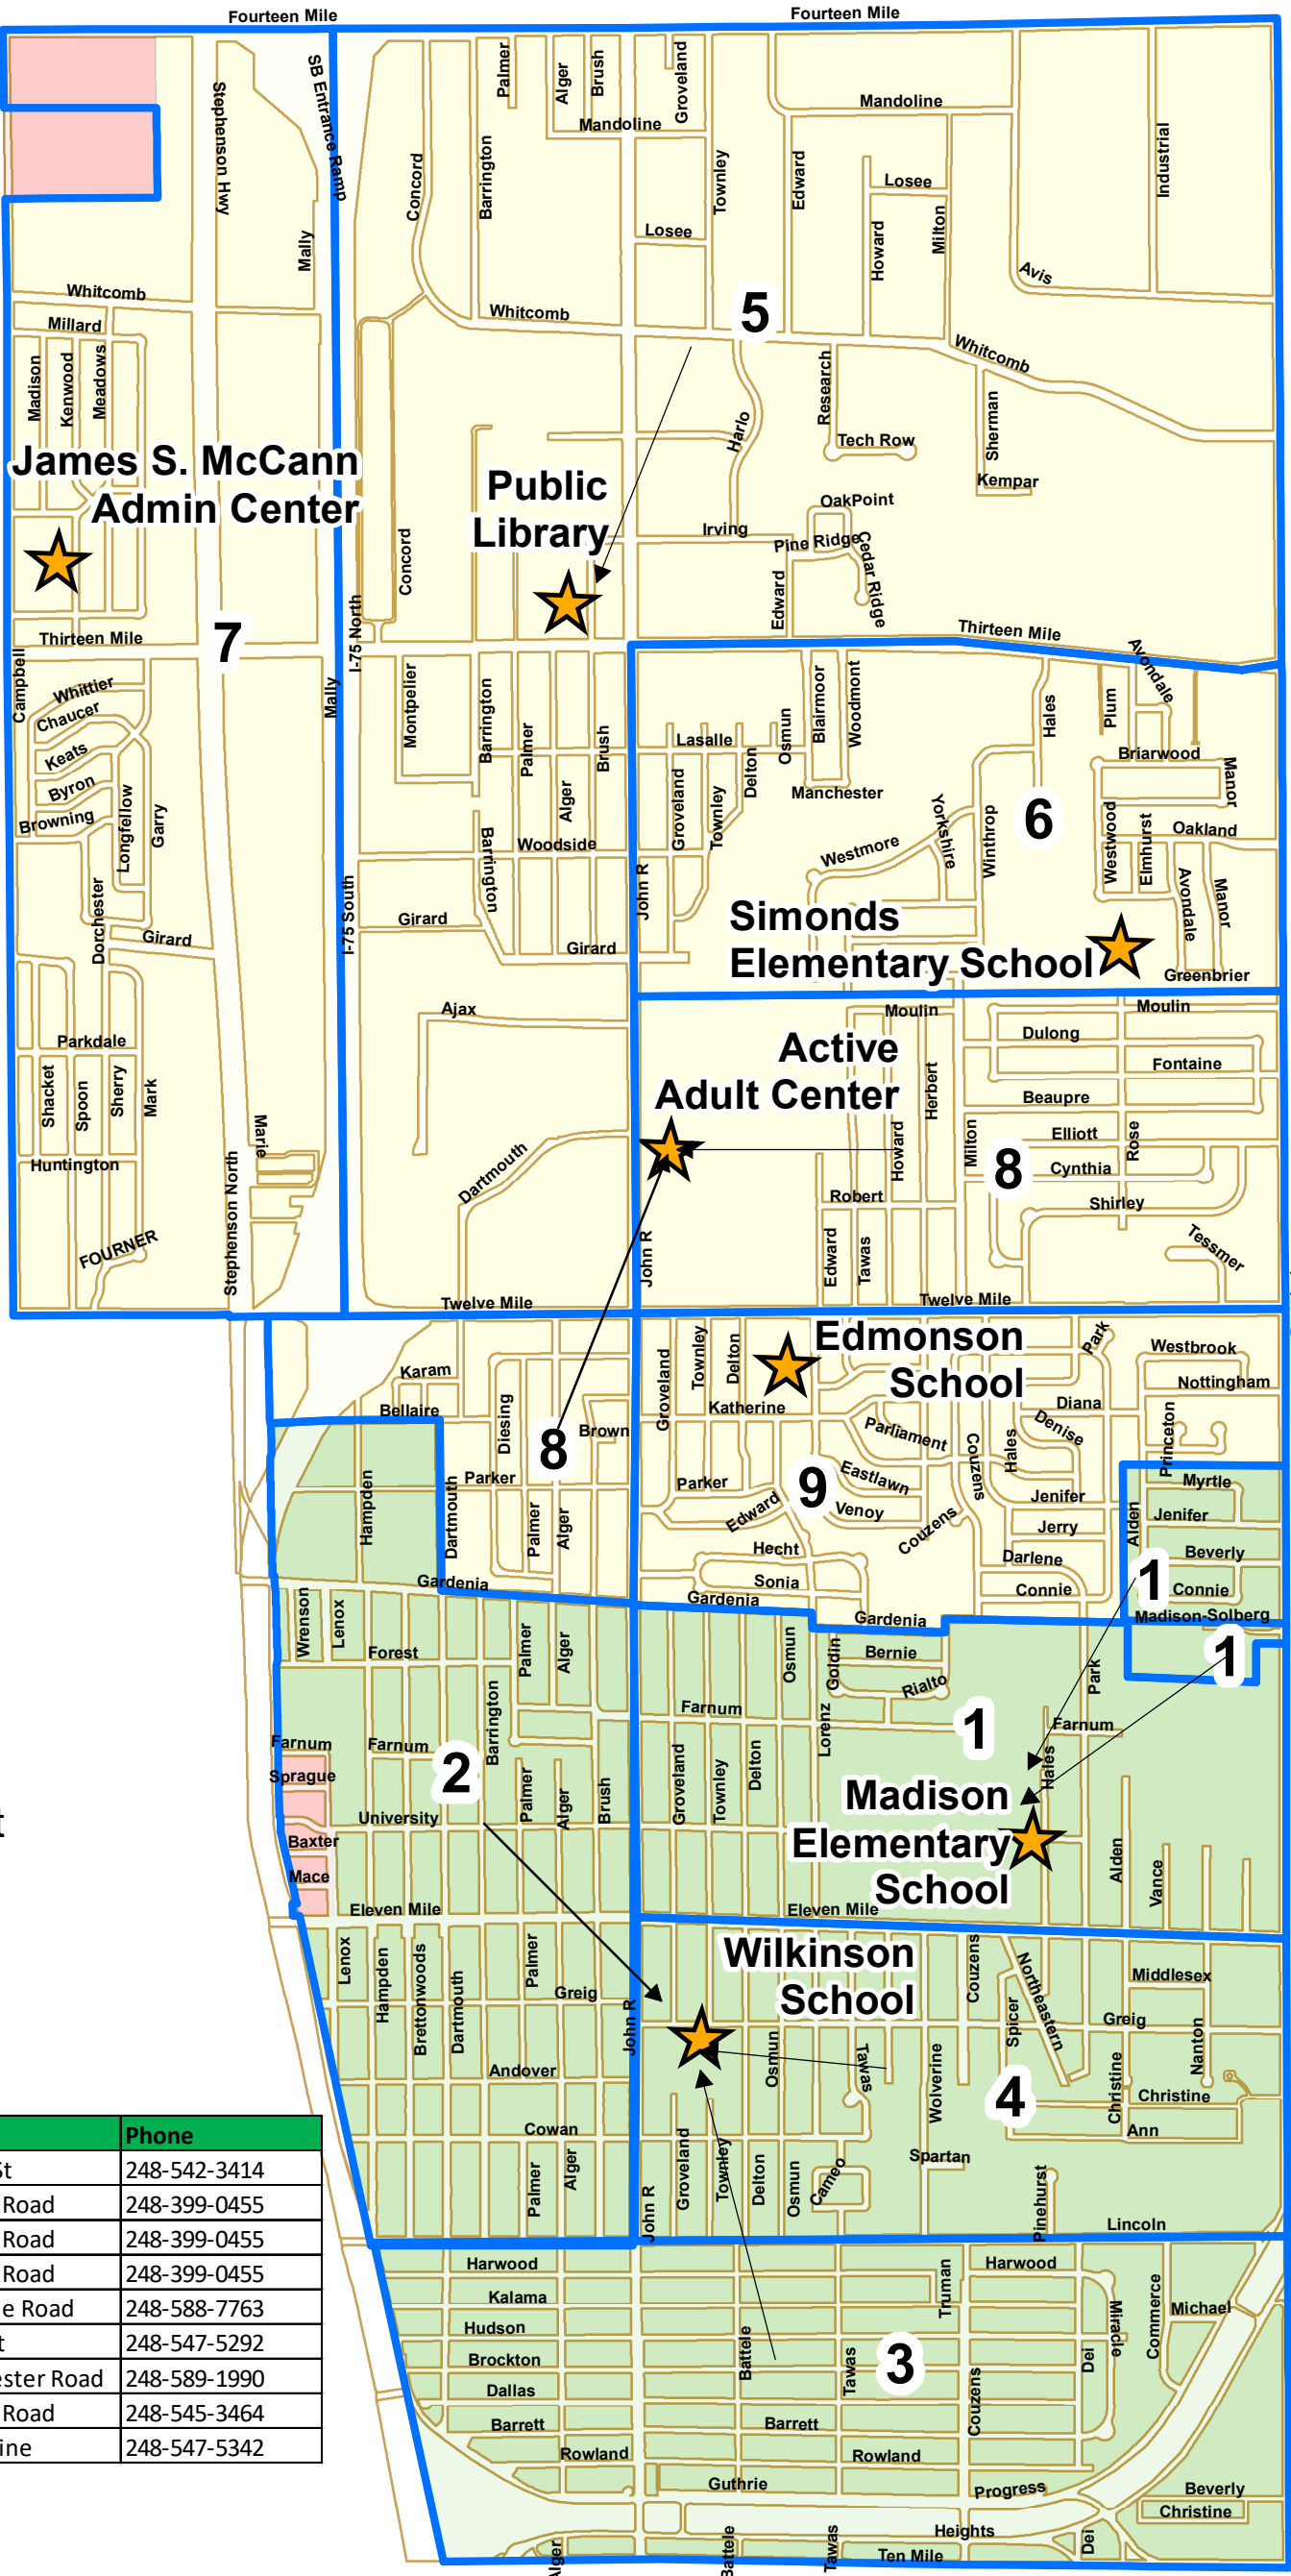 Fourteen Mile
Fourteen Mile
Stephenson Hwy
SB Entrance Ramp
Mally
Concord
Barrington
Palmer
Alger
Brush
Groveland
Mandoline
Townley
Edward
Mandoline
Losee
Howard
Milton
Industrial
Losee
Avis
Whitcomb
Whitcomb
5
Whitcomb
Millard
Madison
Kenwood
Meadows
Harlo
Research
Tech Row
Sherman
Kempar
James S. McCann
Admin Center
Public
Library
Concord
Irving
OakPoint
Pine Ridge
Cedar Ridge
Edward
I-75 North
Thirteen Mile
7
Thirteen Mile
Campbell
Whittier
Chaucer
Keats
Byron
Browning
Longfellow
Garry
Dorchester
Girard
Mally
Montpelier
Barrington
Palmer
Brush
Alger
Woodside
Barrington
Girard
Girard
I-75 South
John R
Lasalle
Groveland
Townley
Delton
Osmun
Blairmoor
Woodmont
Manchester
Hales
Plum
Avondale
Briarwood
Manor
6
Westmore
Yorkshire
Winthrop
Westwood
Elmhurst
Oakland
Avondale
Manor
Simonds
Elementary School
Greenbrier
Ajax
Moulin
Moulin
Dulong
Active
Adult Center
Fontaine
Herbert
Beaupre
Parkdale
Shacket
Spoon
Sherry
Mark
Huntington
FOURNER
Marie
Stephenson North
Dartmouth
Howard
Milton
Elliott
Rose
8
Cynthia
Robert
Shirley
John R
Edward
Tawas
Tessmer
Twelve Mile
Twelve Mile
Edmonson
School
Park
Westbrook
Nottingham
Karam
Bellaire
Diesing
Brown
8
Groveland
Townley
Delton
Katherine
Parliament
Couzens
Hales
Diana
Denise
Princeton
Hampden
Dartmouth
Parker
Palmer
Alger
Parker
Edward
9
Eastlawn
Venoy
Couzens
Jenifer
Jerry
Darlene
Connie
Alden
Myrtle
Jenifer
Beverly
Connie
1
Hecht
Sonia
Gardenia
Gardenia
Gardenia
Madison-Solberg
1
Wrenson
Lenox
Forest
Palmer
Alger
Barrington
Osmun
Goldin
Bernie
Rialto
Park
Farnum
Lorenz
1
Farnum
Hales
Farnum
Farnum
Sprague
2
University
Baxter
Mace
Palmer
Alger
Brush
Groveland
Townley
Delton
Madison
Elementary
School
Alden
Vance
Eleven Mile
Eleven Mile
Wilkinson
School
Lenox
Hampden
Brettonwoods
Dartmouth
Palmer
Greig
John R
Andover
Cowan
Palmer
Alger
Osmun
Tawas
Couzens
Spicer
Northeastern
Middlesex
Greig
Nanton
Wolverine
4
Christine
Christine
Ann
Groveland
Townley
Delton
Osmun
Cameo
Spartan
Pinehurst
John R
Lincoln
t
Phone
St 248-542-3414
Road 248-399-0455
Road 248-399-0455
Road 248-399-0455
e Road 248-588-7763
t 248-547-5292
ester Road 248-589-1990
Road 248-545-3464
ine 248-547-5342
Harwood
Harwood
Kalama
Truman
Miracle
Commerce
Michael
Hudson
Brockton
Battele
Tawas
3
Dei
Dallas
Couzens
Barrett
Barrett
Rowland
Rowland
Guthrie
Progress
Beverly
Christine
Heights
Alger
Battele
Tawas
Ten Mile
Dei